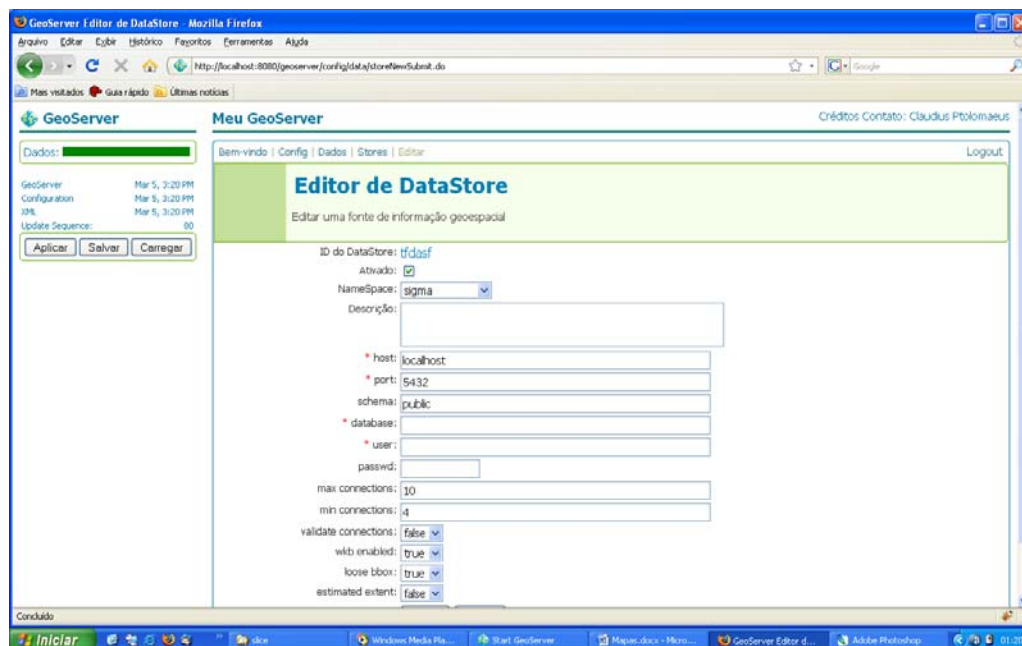 GeoServer Editor de DataStore - Mozilla Firefox
Arquivo Editar Exibir Histórico Favoritos Ferramentas Ajuda
http://localhost:8080/geoserver/config/data/storeNewSubmit.do
Google
Mais visitados Guia rápido Últimas notícias
GeoServer
Meu GeoServer
Créditos Contato: Claudius Ptolomaeus
Dados:
Bem-vindo | Config | Dados | Stores | Editar
Logout
GeoServer Mar 5, 3:20 PM
Configuration Mar 5, 3:20 PM
XML Mar 5, 3:20 PM
Update Sequence: 00
Aplicar Salvar Carregar
Editor de DataStore
Editar uma fonte de informação geoespacial
ID do DataStore: tfdasf
Ativado:
NameSpace: sigma
Descrição:
* host: localhost
* port: 5432
schema: public
* database:
* user:
passwd:
max connections: 10
min connections: 4
validate connections: false
wkb enabled: true
loose bbox: true
estimated extent: false
Concluído
Iniciar
slice
Windows Media Pla...
Start GeoServer
Mapas.docx - Micro...
GeoServer Editor d...
Adobe Photoshop
01:20